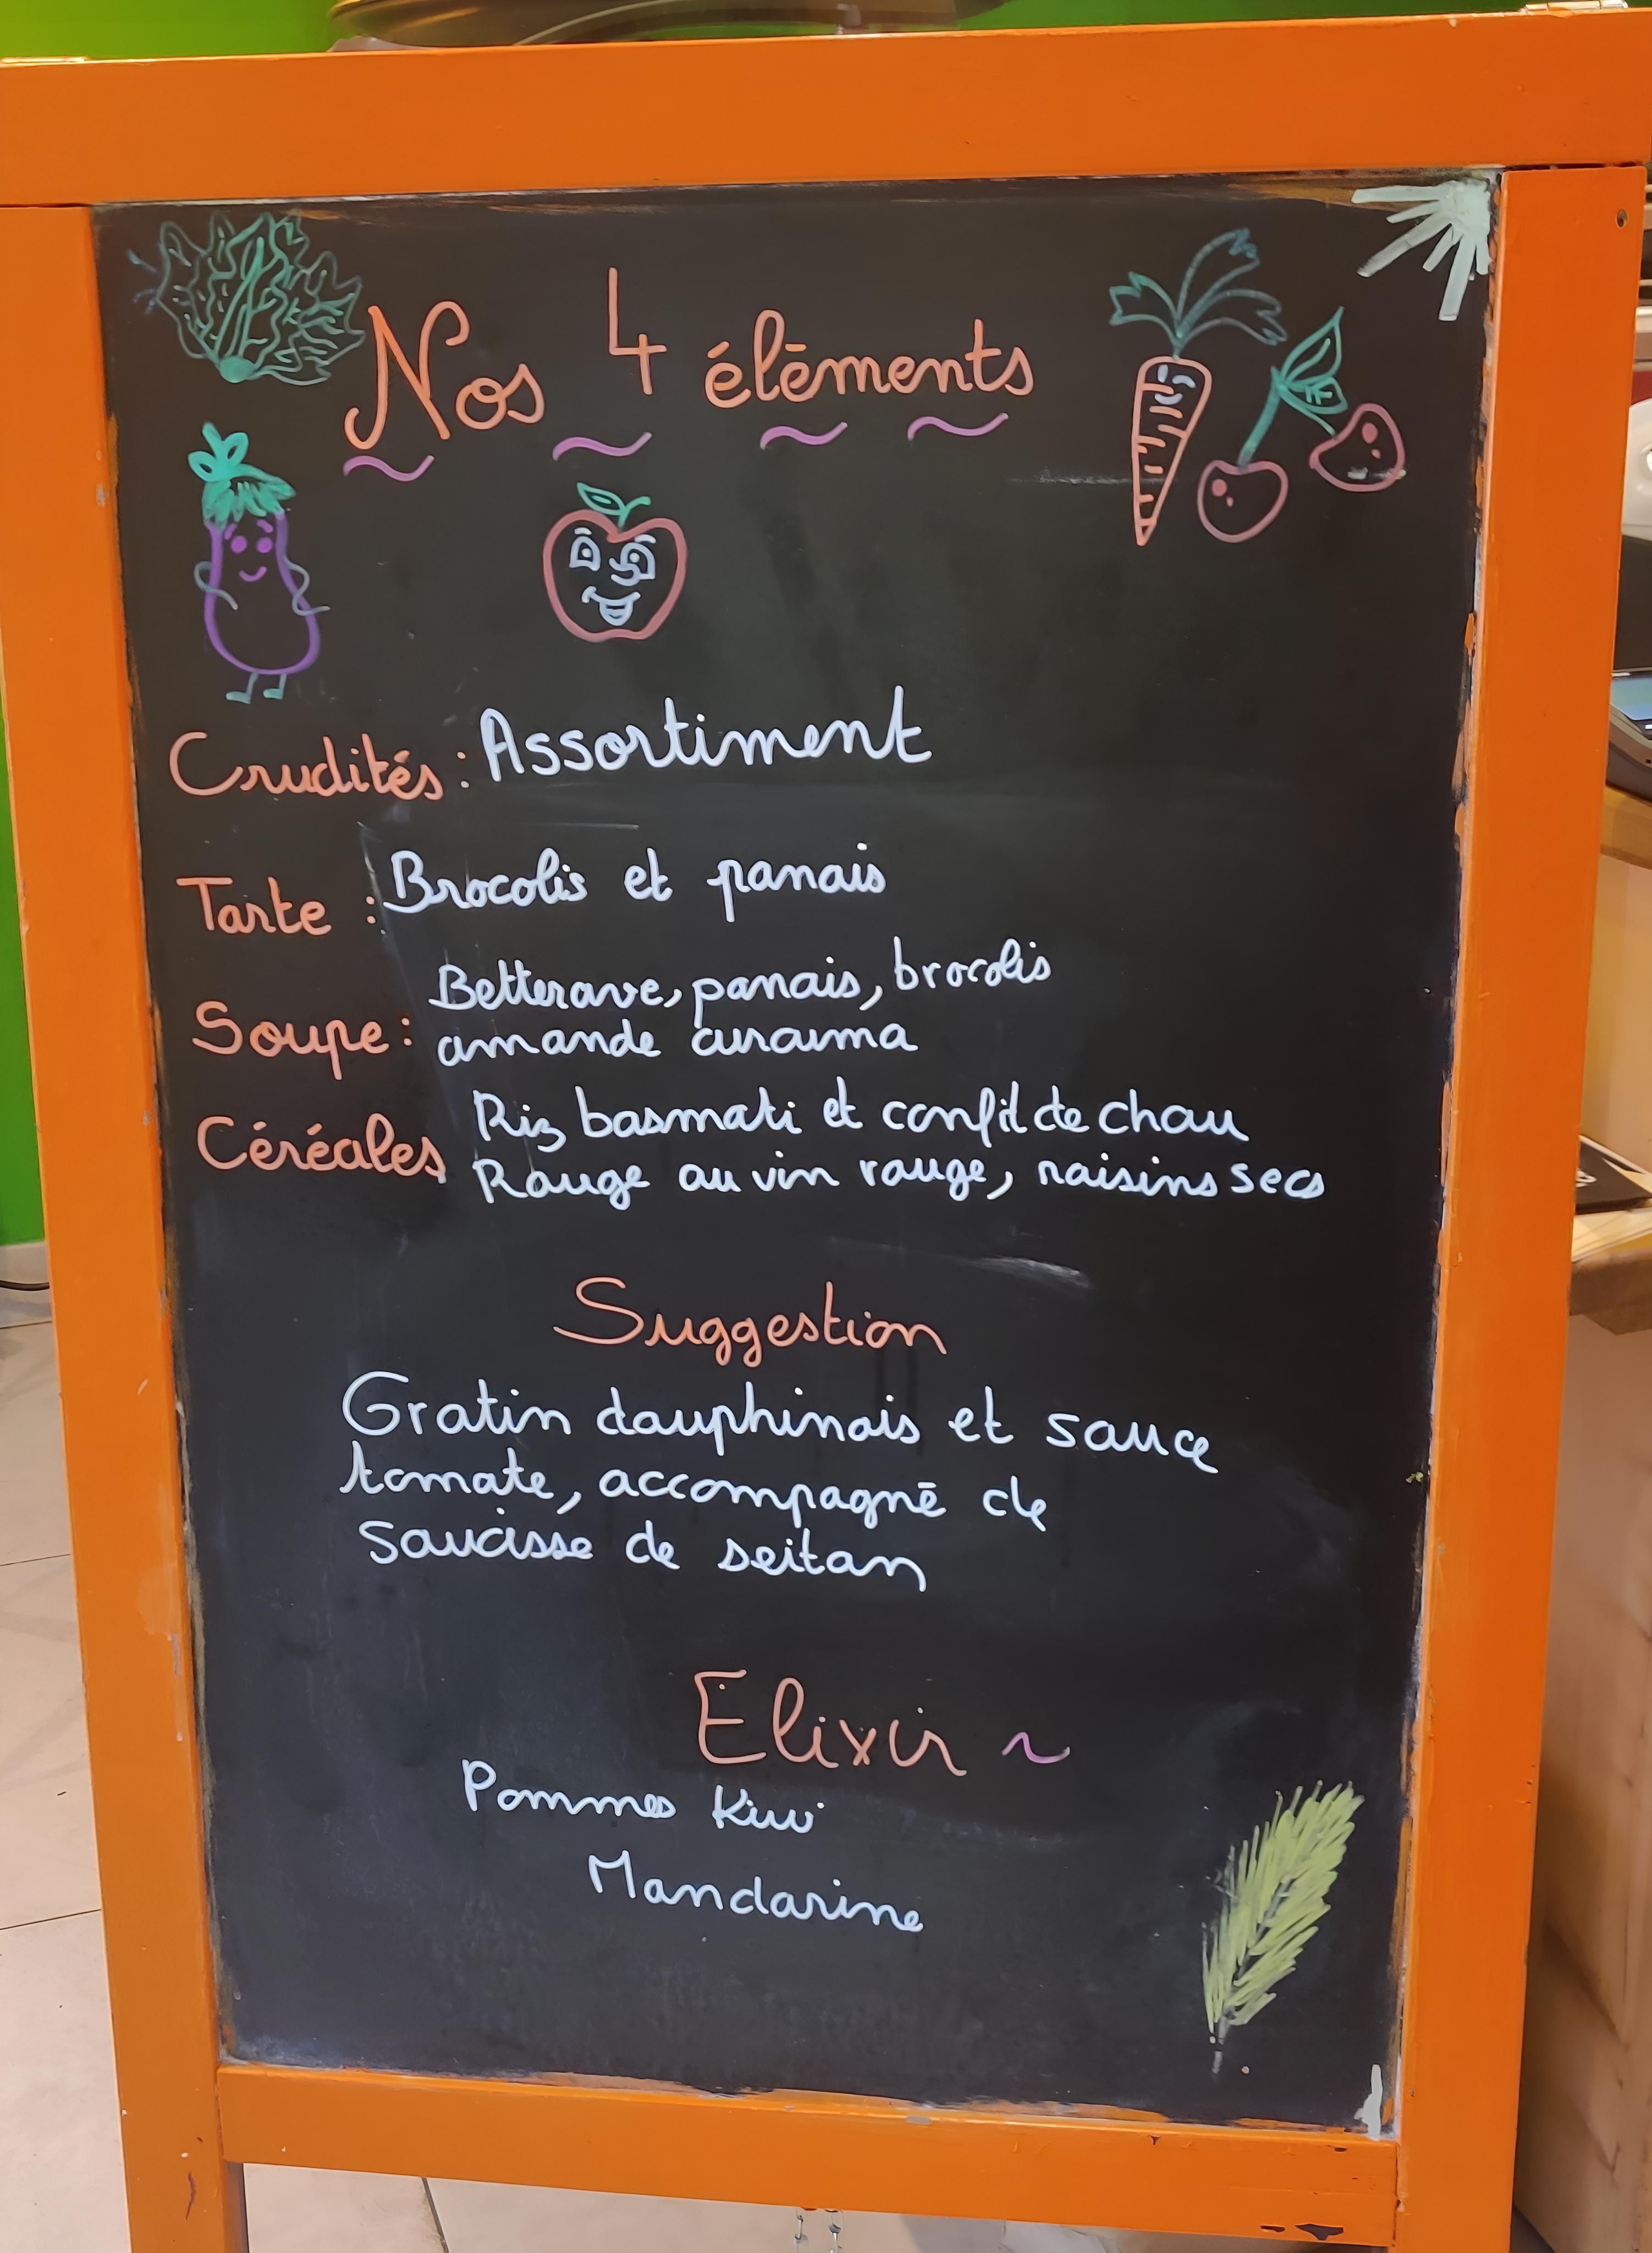 Nos 4 éléments
Crudités : Assortiment
Tarte : Brocolis et panais
Soupe : Betterave, panais, brocolis
amande curcuma
Céréales Riz basmati et confit de chou
Rouge au vin rouge, raisins secs
Suggestion
Gratin dauphinois et sauce
tomate, accompagné de
saucisse de seitan
Elixir ~
Pommes Kiwi
Mandarine